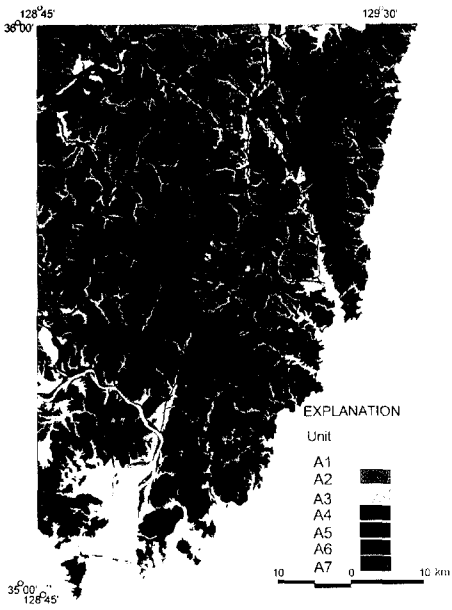 128°45' 129°30'
36°00'
EXPLANATION
Unit
A1
A2
A3
A4
A5
A6
A7
10 0 10 km
35°00'
128°45'